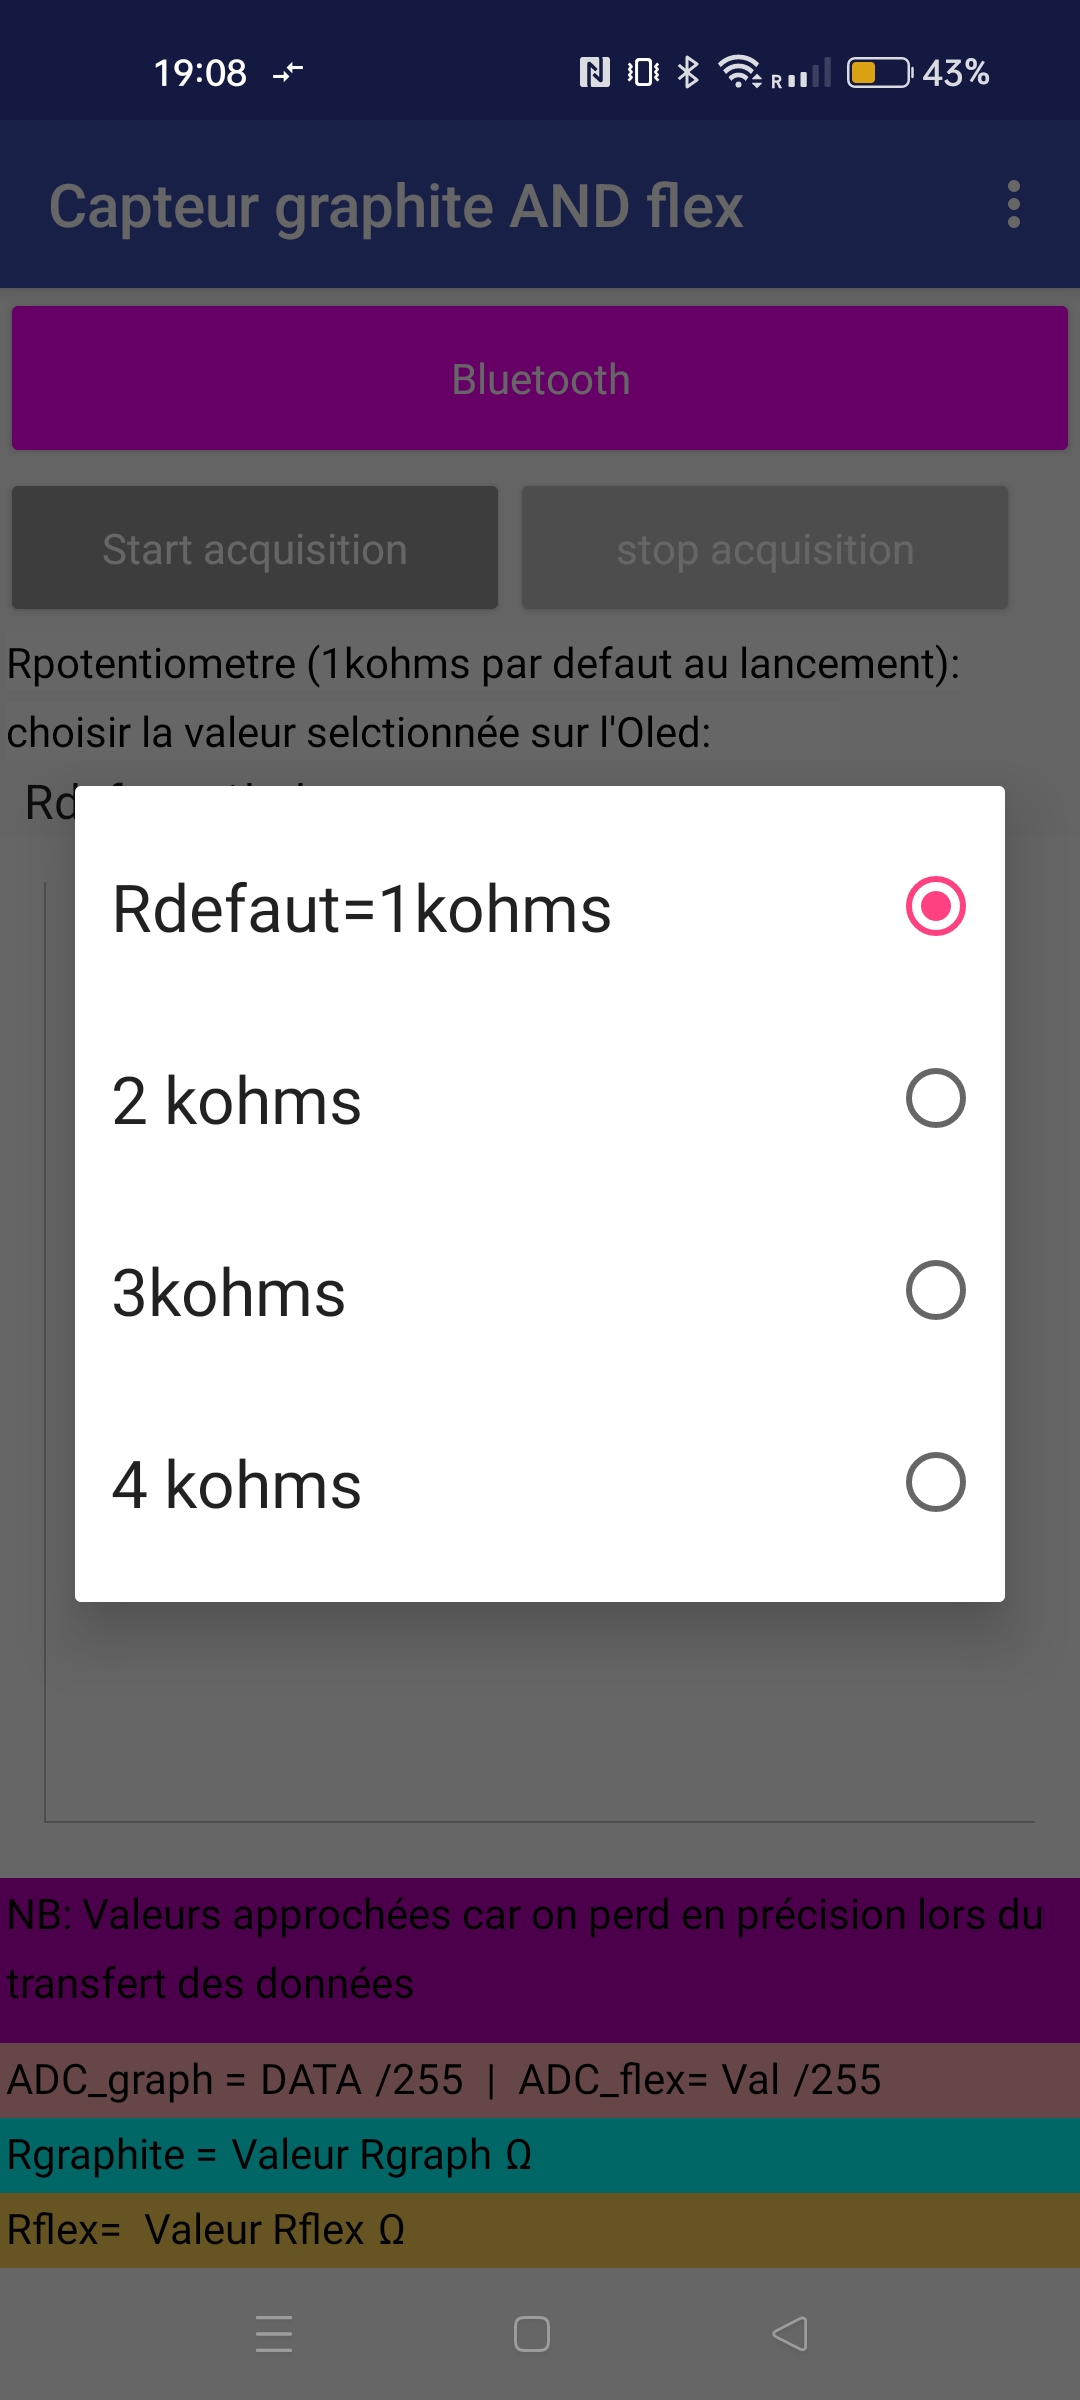 19:08
R
43%
Capteur graphite AND flex
Bluetooth
Start acquisition
stop acquisition
Rpotentiometre (1kohms par defaut au lancement):
choisir la valeur selctionnée sur l'Oled:
Rdefaut=1kohms
2 kohms
3kohms
4 kohms
NB: Valeurs approchées car on perd en précision lors du
transfert des données
ADC_graph = DATA /255 | ADC_flex= Val /255
Rgraphite = Valeur Rgraph Ω
Rflex= Valeur Rflex Ω